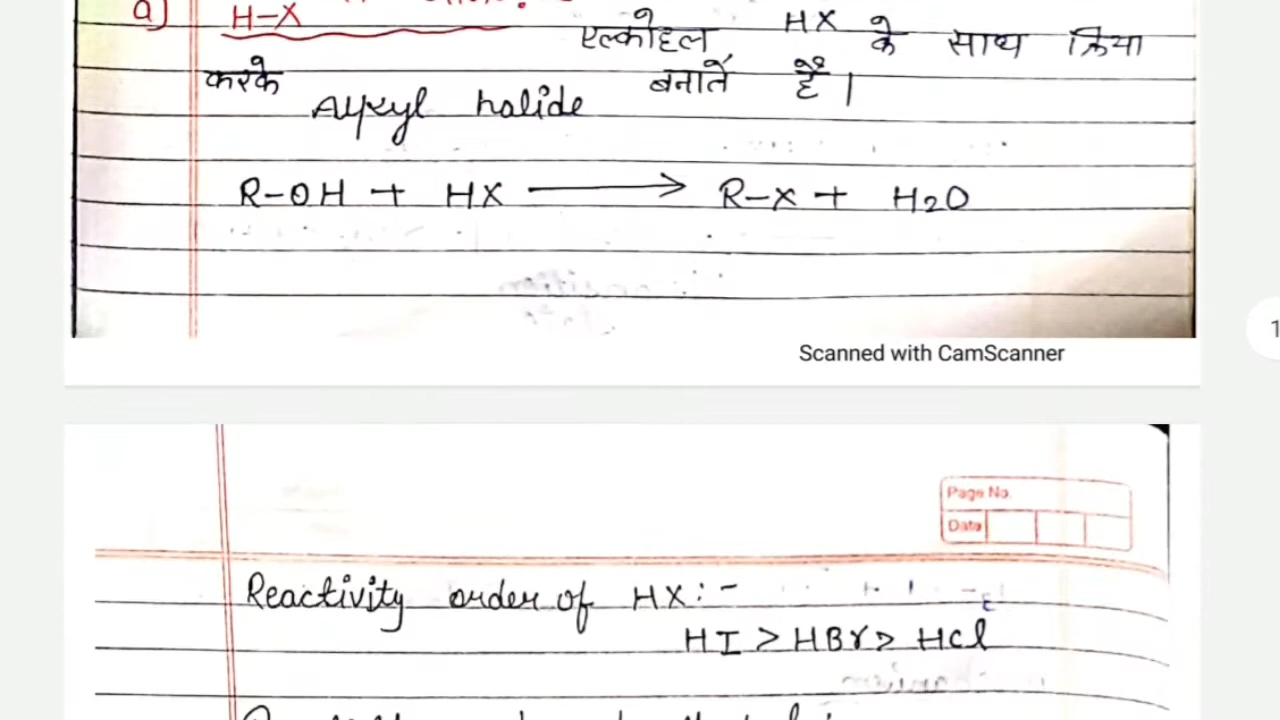 a) H-X
एल्कोहल HX के साथ क्रिया
करके Alkyl halide बनाते हैं।
R-OH + HX ⟶ R-X + H2O
Scanned with CamScanner
1
Page No.
Date
Reactivity order of HX:-
HI > HBr > HCl